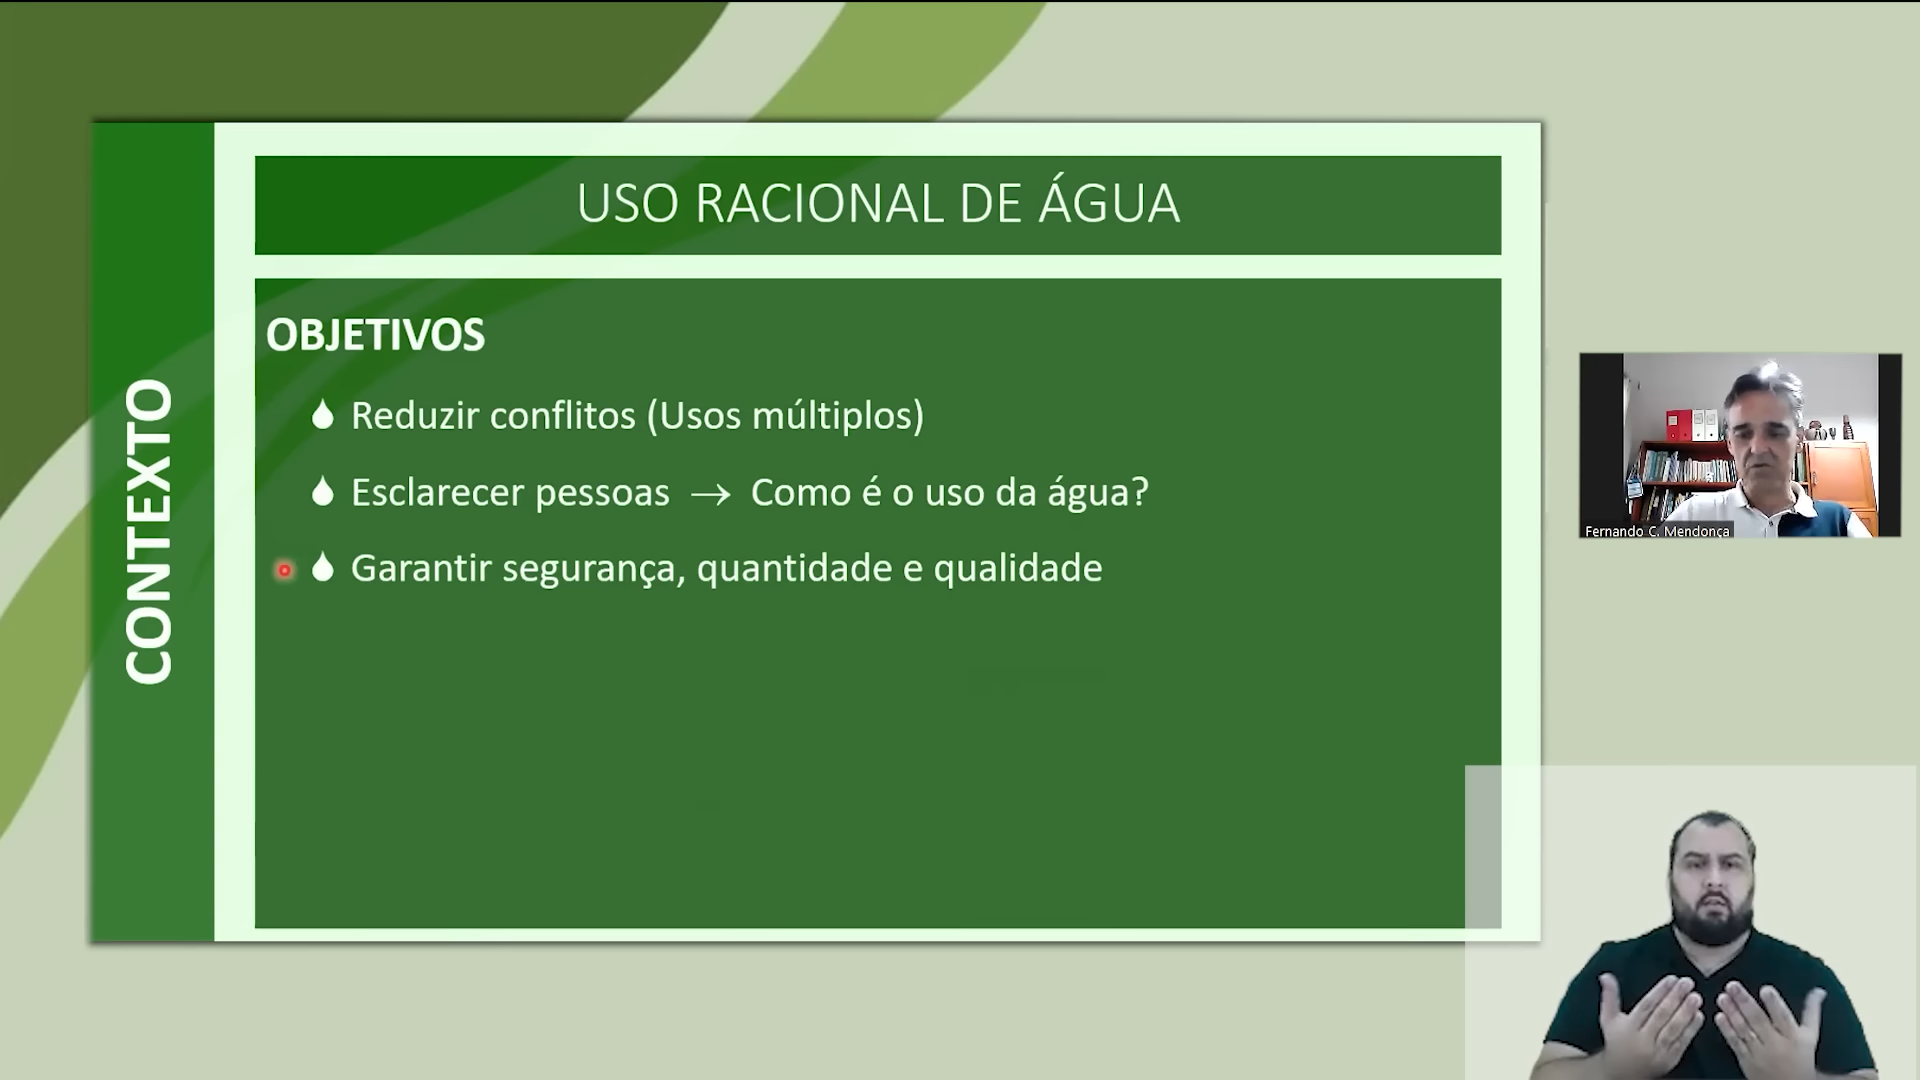 CONTEXTO
USO RACIONAL DE ÁGUA
OBJETIVOS
Reduzir conflitos (Usos múltiplos)
Esclarecer pessoas → Como é o uso da água?
Garantir segurança, quantidade e qualidade
Fernando C. Mendonça